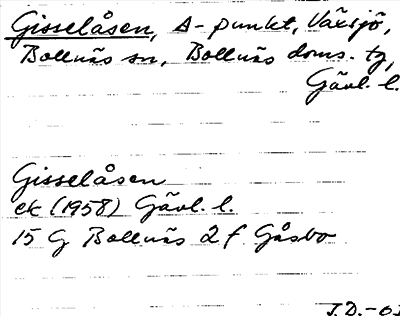 Gisselåsen, A-punkt, Växsjö,
Bollnäs sn, Bollnäs doms. tg,
Gävl. l.
Gisselåsen
ek (1958) Gävl. l.
15 G Bollnäs 2 f Gåsbo